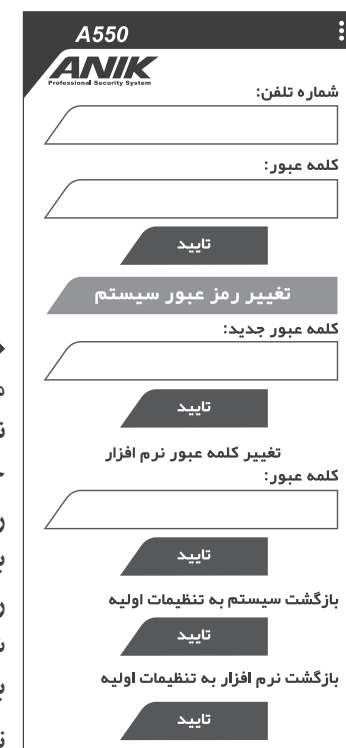 A550
ANIK
Professional Security System
شماره تلفن:
کلمه عبور:
تایید
تغییر رمز عبور سیستم
کلمه عبور جدید:
تایید
تغییر کلمه عبور نرم افزار
کلمه عبور:
تایید
بازگشت سیستم به تنظیمات اولیه
تایید
بازگشت نرم افزار به تنظیمات اولیه
تایید